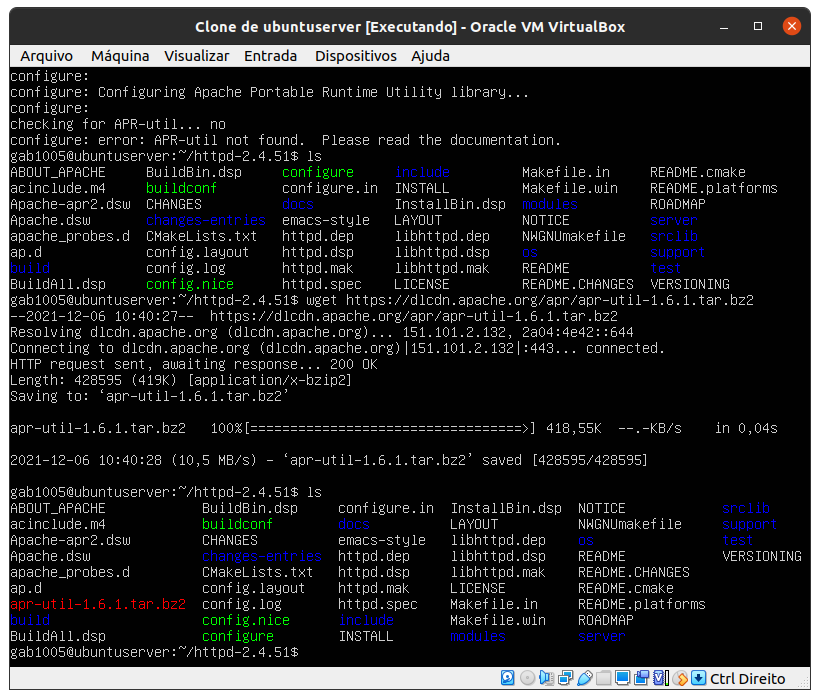 Clone de ubuntuserver [Executando] - Oracle VM VirtualBox
Arquivo Máquina Visualizar Entrada Dispositivos Ajuda
configure:
configure: Configuring Apache Portable Runtime Utility library...
configure:
checking for APR-util... no
configure: error: APR-util not found.  Please read the documentation.
gab1005@ubuntuserver:~/httpd-2.4.51$ ls
ABOUT_APACHE BuildBin.dsp configure include Makefile.in README.cmake
acinclude.m4 buildconf configure.in INSTALL Makefile.win README.platforms
Apache-apr2.dsw CHANGES docs InstallBin.dsp modules ROADMAP
Apache.dsw changes-entries emacs-style LAYOUT NOTICE server
apache_probes.d CMakeLists.txt httpd.dep libhttpd.dep NWGNUmakefile srclib
ap.d config.layout httpd.dsp libhttpd.dsp os support
build config.log httpd.mak libhttpd.mak README test
BuildAll.dsp config.nice httpd.spec LICENSE README.CHANGES VERSIONING
gab1005@ubuntuserver:~/httpd-2.4.51$ wget https://dlcdn.apache.org/apr/apr-util-1.6.1.tar.bz2
--2021-12-06 10:40:27--  https://dlcdn.apache.org/apr/apr-util-1.6.1.tar.bz2
Resolving dlcdn.apache.org (dlcdn.apache.org)... 151.101.2.132, 2a04:4e42::644
Connecting to dlcdn.apache.org (dlcdn.apache.org)|151.101.2.132|:443... connected.
HTTP request sent, awaiting response... 200 OK
Length: 428595 (419K) [application/x-bzip2]
Saving to: ‘apr-util-1.6.1.tar.bz2’
apr-util-1.6.1.tar.bz2 100%[==================================>] 418,55K --.-KB/s in 0,04s
2021-12-06 10:40:28 (10,5 MB/s) - ‘apr-util-1.6.1.tar.bz2’ saved [428595/428595]
gab1005@ubuntuserver:~/httpd-2.4.51$ ls
ABOUT_APACHE BuildBin.dsp configure.in InstallBin.dsp NOTICE srclib
acinclude.m4 buildconf docs LAYOUT NWGNUmakefile support
Apache-apr2.dsw CHANGES emacs-style libhttpd.dep os test
Apache.dsw changes-entries httpd.dep libhttpd.dsp README VERSIONING
apache_probes.d CMakeLists.txt httpd.dsp libhttpd.mak README.CHANGES
ap.d config.layout httpd.mak LICENSE README.cmake
apr-util-1.6.1.tar.bz2 config.log httpd.spec Makefile.in README.platforms
build config.nice include Makefile.win ROADMAP
BuildAll.dsp configure INSTALL modules server
gab1005@ubuntuserver:~/httpd-2.4.51$
Ctrl Direito